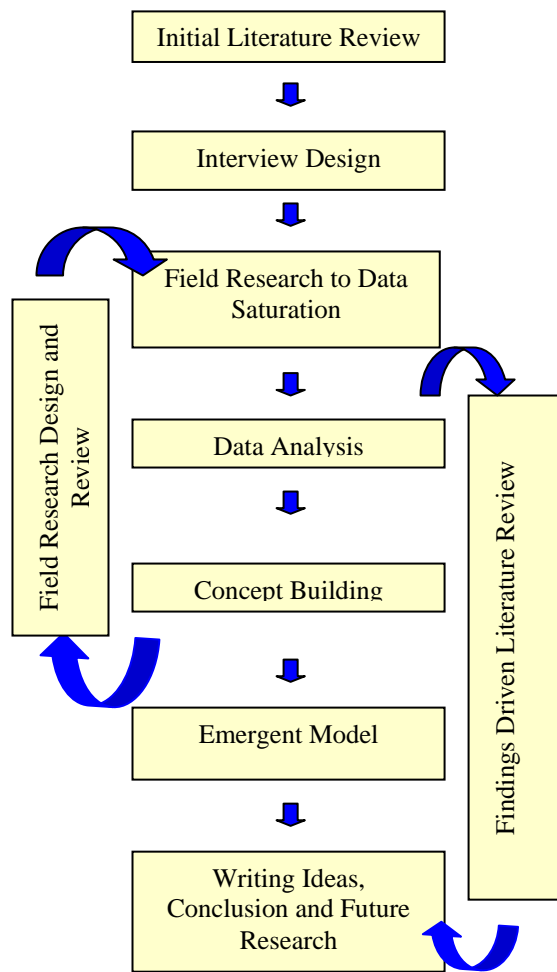 Initial Literature Review
Interview Design
Field Research to Data
Saturation
Field Research Design and
Review
Data Analysis
Findings Driven Literature Review
Concept Building
Emergent Model
Writing Ideas,
Conclusion and Future
Research